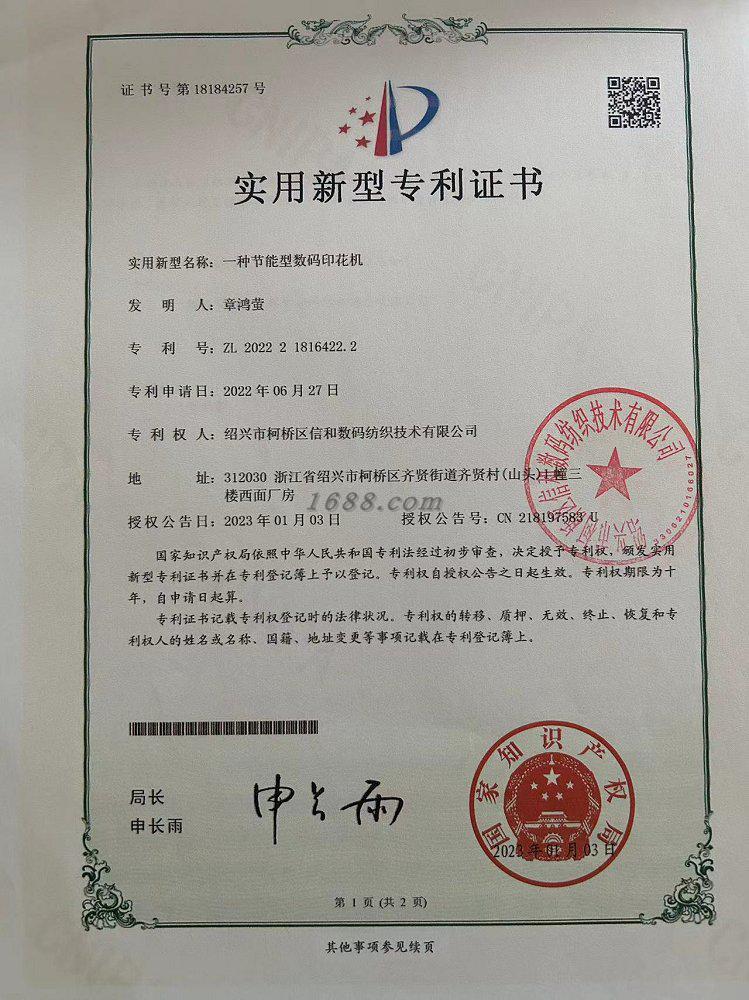 证书号第18184257号
实用新型专利证书
实用新型名称：一种节能型数码印花机
发明人：章鸿萤
专利号：ZL 2022 2 1816422.2
专利申请日：2022年06月27日
专利权人：绍兴市柯桥区信和数码纺织技术有限公司
地址：312030 浙江省绍兴市柯桥区齐贤街道齐贤村(山头)1幢三
楼西面厂房
1688.com
授权公告日：2023年01月03日 授权公告号：CN 218197583 U
国家知识产权局依照中华人民共和国专利法经过初步审查，决定授予专利权，颁发实用
新型专利证书并在专利登记簿上予以登记。专利权自授权公告之日起生效。专利权期限为十
年，自申请日起算。
专利证书记载专利权登记时的法律状况。专利权的转移、质押、无效、终止、恢复和专
利权人的姓名或名称、国籍、地址变更等事项记载在专利登记簿上。
局长
申长雨
申长雨
国家知识产权局
2023年01月03日
第 1 页 (共 2 页)
其他事项参见续页